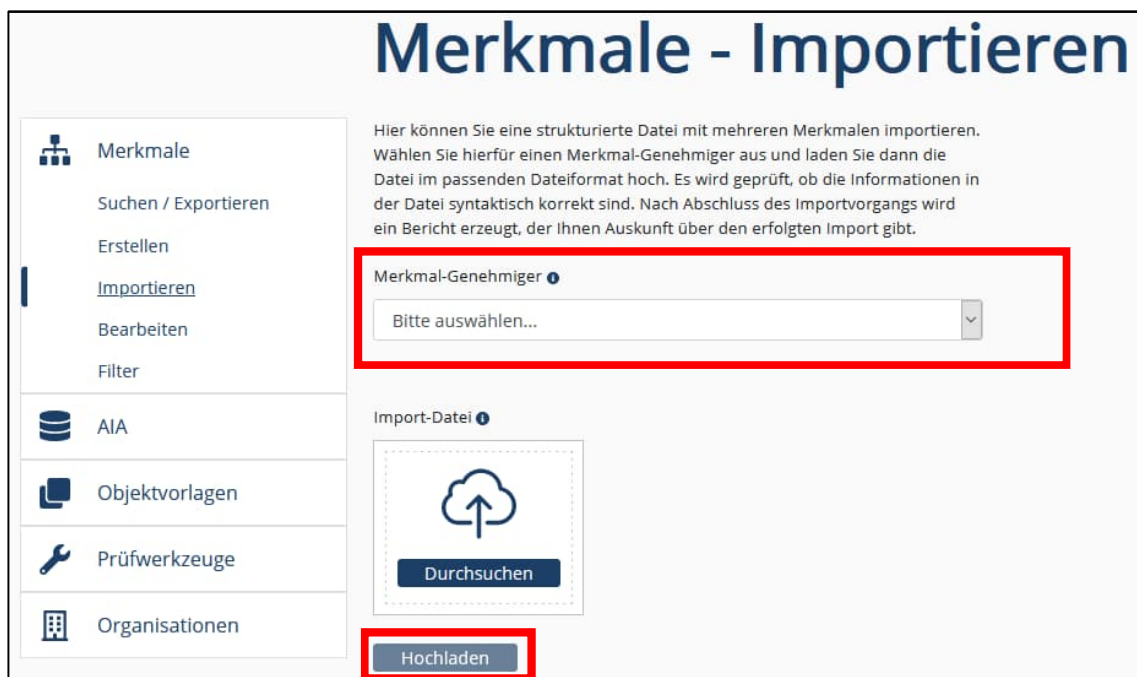 Merkmale - Importieren
Merkmale
Suchen / Exportieren
Erstellen
Importieren
Bearbeiten
Filter
AIA
Objektvorlagen
Prüfwerkzeuge
Organisationen
Hier können Sie eine strukturierte Datei mit mehreren Merkmalen importieren.
Wählen Sie hierfür einen Merkmal-Genehmiger aus und laden Sie dann die
Datei im passenden Dateiformat hoch. Es wird geprüft, ob die Informationen in
der Datei syntaktisch korrekt sind. Nach Abschluss des Importvorgangs wird
ein Bericht erzeugt, der Ihnen Auskunft über den erfolgten Import gibt.
Merkmal-Genehmiger
Bitte auswählen...
Import-Datei
Durchsuchen
Hochladen